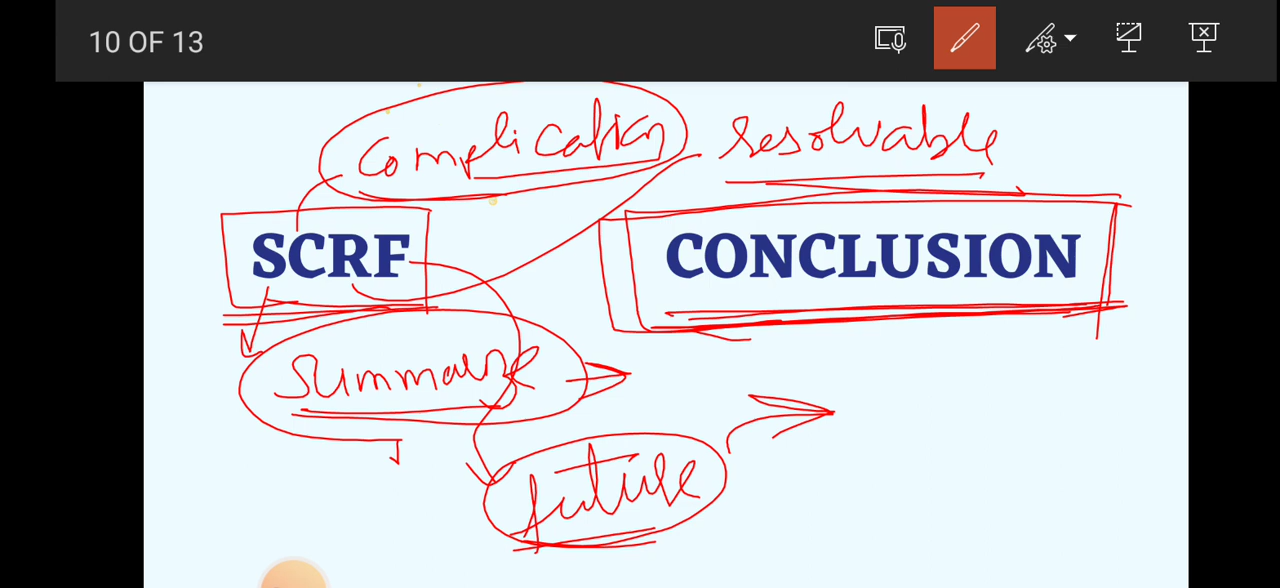 10 OF 13
Complication resolvable
SCRF CONCLUSION
Summarize
future